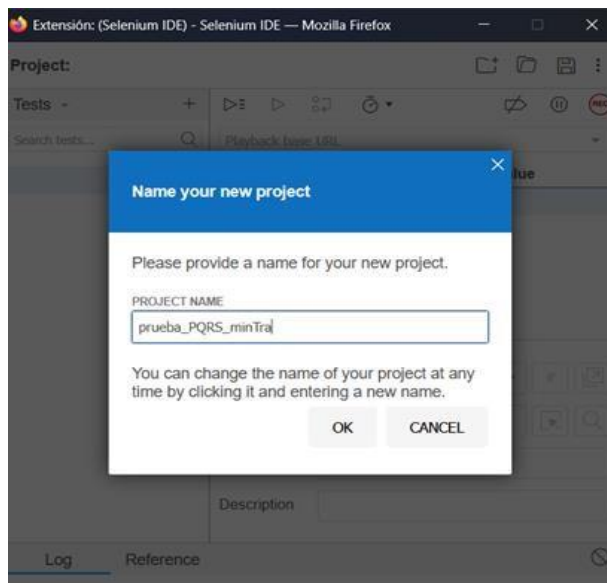 Extensión: (Selenium IDE) - Selenium IDE — Mozilla Firefox
Project:
Tests
Search tests...
Playback base URL
lue
Name your new project
Please provide a name for your new project.
PROJECT NAME
prueba_PQRS_minTra
You can change the name of your project at any
time by clicking it and entering a new name.
OK CANCEL
Description
Log Reference